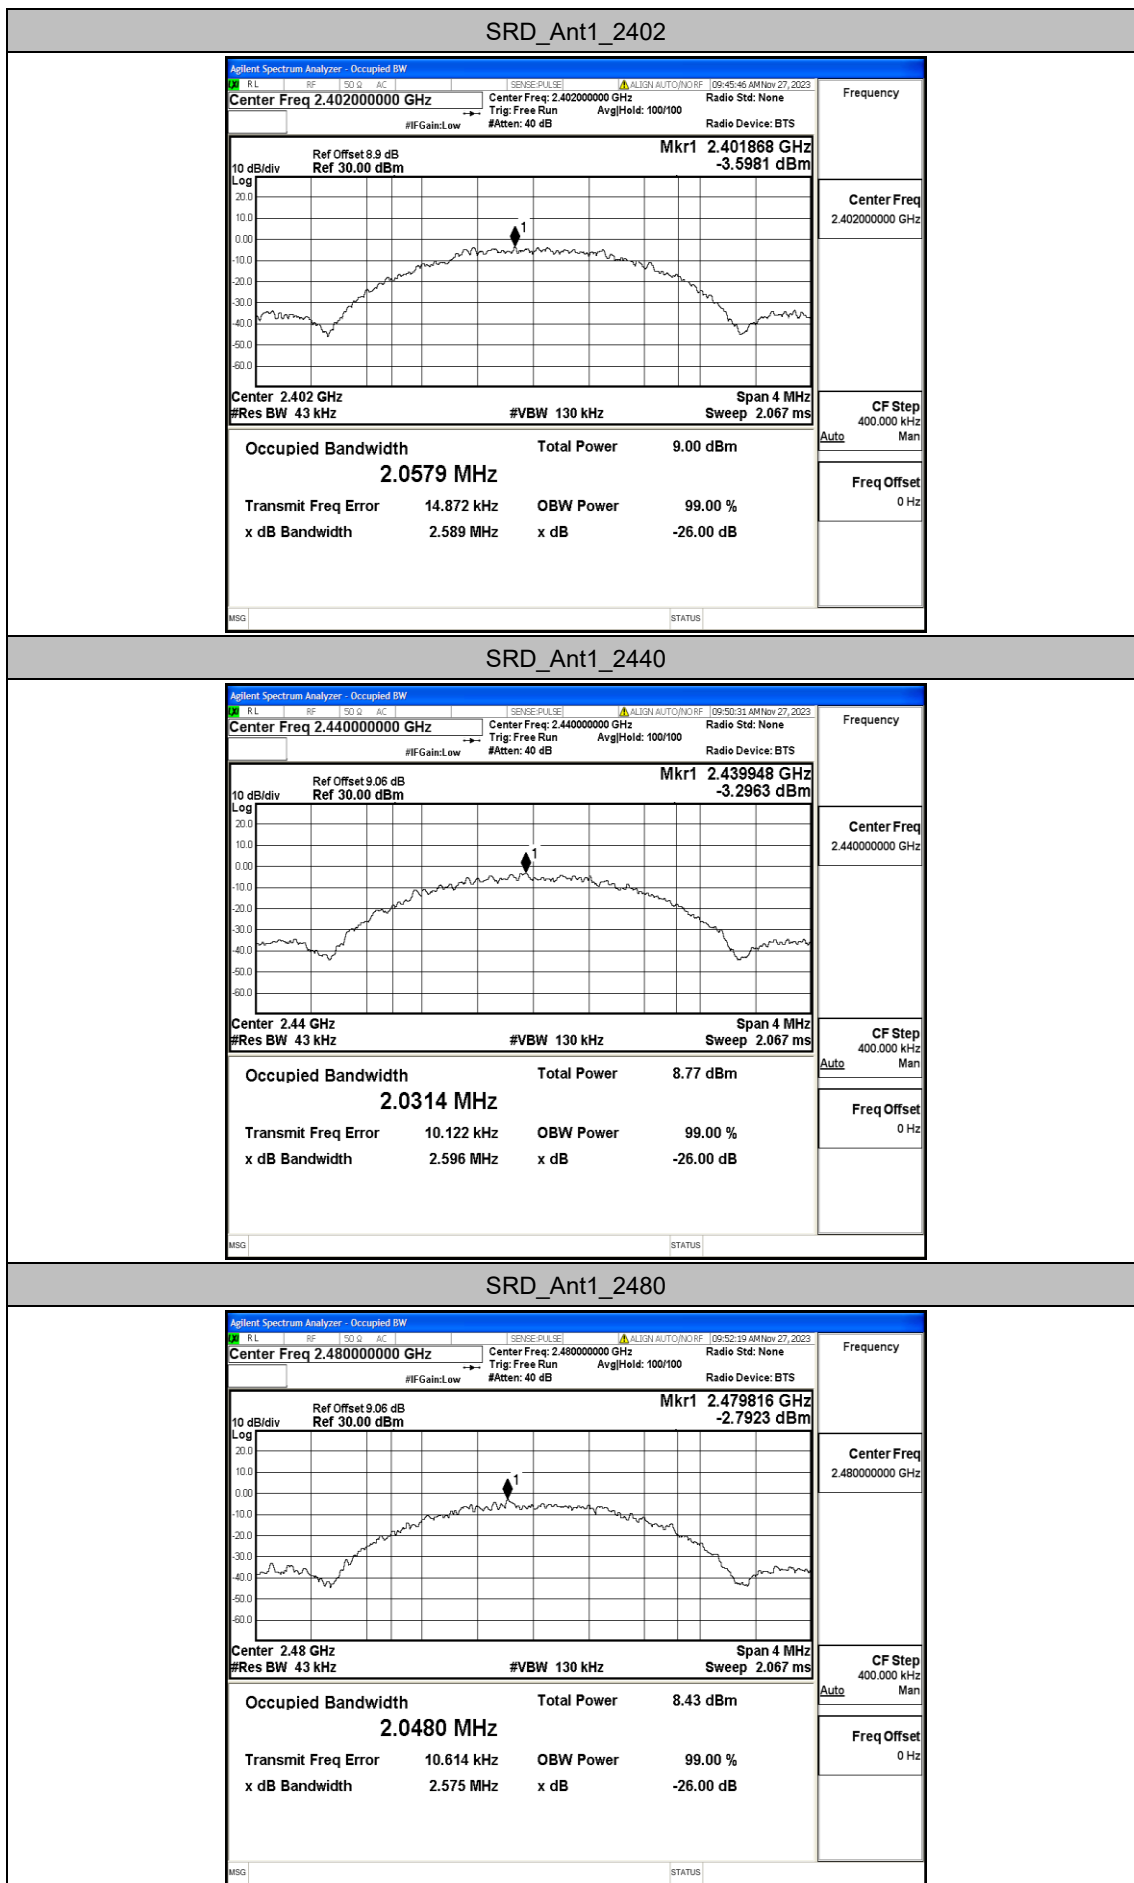 SRD_Ant1_2402
Agilent Spectrum Analyzer - Occupied BW
LXI RL RF 50 Ω AC SENSE:PULSE ALIGN AUTO/NO RF 09:45:46 AM Nov 27, 2023
Center Freq 2.402000000 GHz
Center Freq: 2.402000000 GHz Radio Std: None
Trig: Free Run Avg|Hold: 100/100
#IFGain:Low #Atten: 40 dB Radio Device: BTS
Frequency
Mkr1 2.401868 GHz
-3.5981 dBm
Ref Offset 8.9 dB
10 dB/div Ref 30.00 dBm
Log
20.0
10.0
0.00
-10.0
-20.0
-30.0
-40.0
-50.0
-60.0
1
Center 2.402 GHz Span 4 MHz
#Res BW 43 kHz #VBW 130 kHz Sweep 2.067 ms
Center Freq
2.402000000 GHz
CF Step
400.000 kHz
Auto Man
Freq Offset
0 Hz
Occupied Bandwidth Total Power 9.00 dBm
2.0579 MHz
Transmit Freq Error 14.872 kHz OBW Power 99.00 %
x dB Bandwidth 2.589 MHz x dB -26.00 dB
MSG STATUS
SRD_Ant1_2440
Agilent Spectrum Analyzer - Occupied BW
LXI RL RF 50 Ω AC SENSE:PULSE ALIGN AUTO/NO RF 09:50:31 AM Nov 27, 2023
Center Freq 2.440000000 GHz
Center Freq: 2.440000000 GHz Radio Std: None
Trig: Free Run Avg|Hold: 100/100
#IFGain:Low #Atten: 40 dB Radio Device: BTS
Frequency
Mkr1 2.439948 GHz
-3.2963 dBm
Ref Offset 9.06 dB
10 dB/div Ref 30.00 dBm
Log
20.0
10.0
0.00
-10.0
-20.0
-30.0
-40.0
-50.0
-60.0
1
Center 2.44 GHz Span 4 MHz
#Res BW 43 kHz #VBW 130 kHz Sweep 2.067 ms
Center Freq
2.440000000 GHz
CF Step
400.000 kHz
Auto Man
Freq Offset
0 Hz
Occupied Bandwidth Total Power 8.77 dBm
2.0314 MHz
Transmit Freq Error 10.122 kHz OBW Power 99.00 %
x dB Bandwidth 2.596 MHz x dB -26.00 dB
MSG STATUS
SRD_Ant1_2480
Agilent Spectrum Analyzer - Occupied BW
LXI RL RF 50 Ω AC SENSE:PULSE ALIGN AUTO/NO RF 09:52:19 AM Nov 27, 2023
Center Freq 2.480000000 GHz
Center Freq: 2.480000000 GHz Radio Std: None
Trig: Free Run Avg|Hold: 100/100
#IFGain:Low #Atten: 40 dB Radio Device: BTS
Frequency
Mkr1 2.479816 GHz
-2.7923 dBm
Ref Offset 9.06 dB
10 dB/div Ref 30.00 dBm
Log
20.0
10.0
0.00
-10.0
-20.0
-30.0
-40.0
-50.0
-60.0
1
Center 2.48 GHz Span 4 MHz
#Res BW 43 kHz #VBW 130 kHz Sweep 2.067 ms
Center Freq
2.480000000 GHz
CF Step
400.000 kHz
Auto Man
Freq Offset
0 Hz
Occupied Bandwidth Total Power 8.43 dBm
2.0480 MHz
Transmit Freq Error 10.614 kHz OBW Power 99.00 %
x dB Bandwidth 2.575 MHz x dB -26.00 dB
MSG STATUS